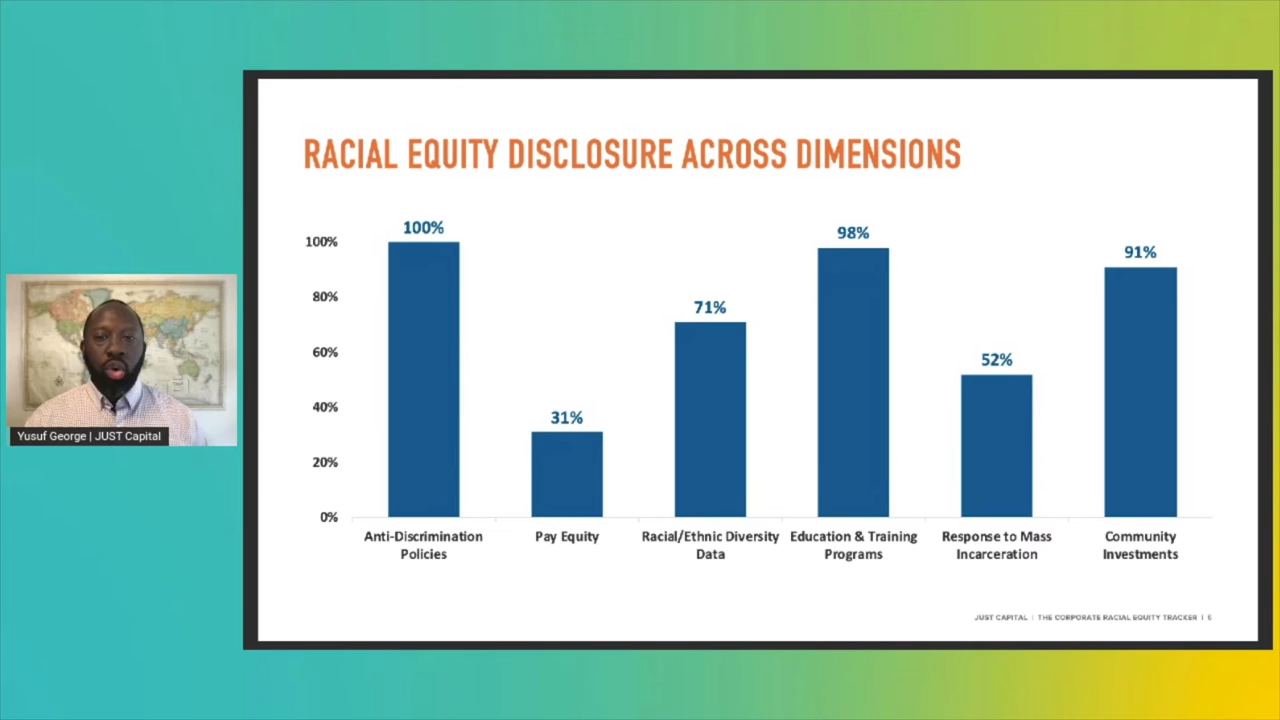 RACIAL EQUITY DISCLOSURE ACROSS DIMENSIONS
100%
98%
91%
71%
52%
31%
100%
80%
60%
40%
20%
0%
Anti-Discrimination
Policies
Pay Equity
Racial/Ethnic Diversity
Data
Education & Training
Programs
Response to Mass
Incarceration
Community
Investments
JUST CAPITAL | THE CORPORATE RACIAL EQUITY TRACKER |
Yusuf George | JUST Capital